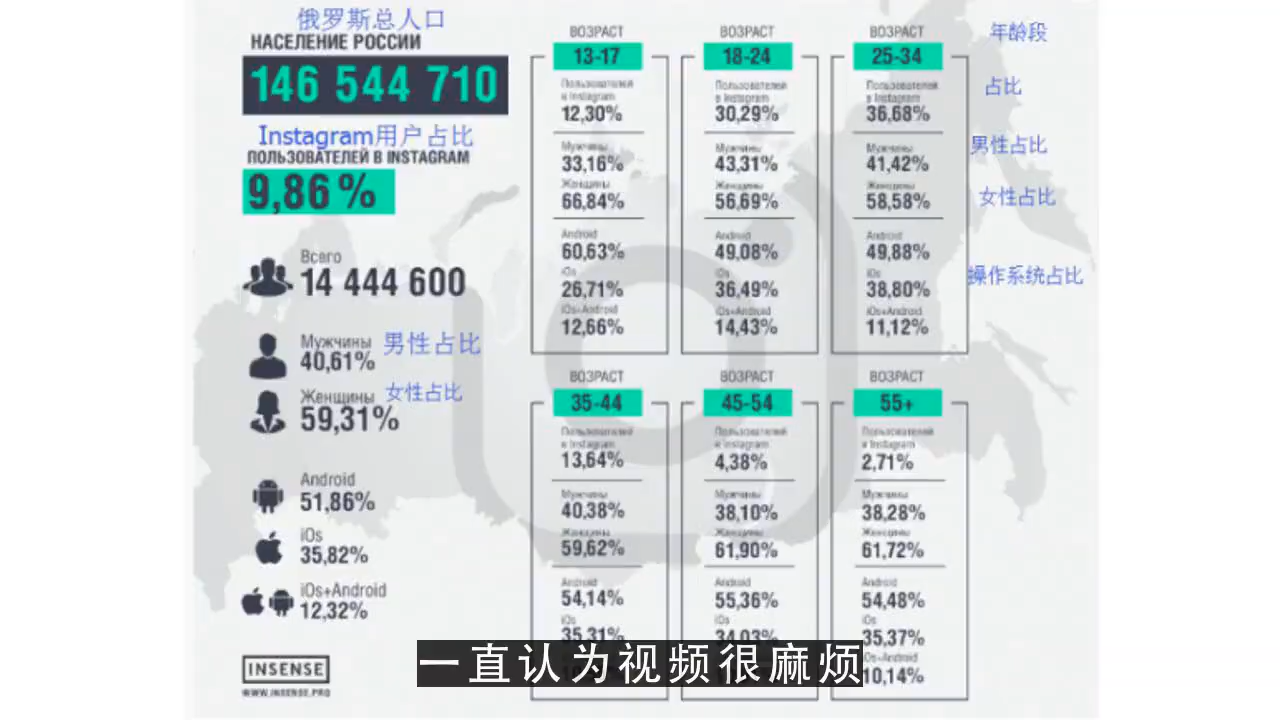 俄罗斯总人口
НАСЕЛЕНИЕ РОССИИ
146 544 710
Instagram用户占比
ПОЛЬЗОВАТЕЛЕЙ В INSTAGRAM
9,86%
Всего
14 444 600
Мужчины 男性占比
40,61%
Женщины 女性占比
59,31%
Android
51,86%
iOs
35,82%
iOs+Android
12,32%
INSENSE
WWW.INSENSE.PRO
ВОЗРАСТ
13-17
Пользователей
в Instagram
12,30%
Мужчины
33,16%
Женщины
66,84%
Android
60,63%
iOs
26,71%
iOs+Android
12,66%
ВОЗРАСТ
18-24
Пользователей
в Instagram
30,29%
Мужчины
43,31%
Женщины
56,69%
Android
49,08%
iOs
36,49%
iOs+Android
14,43%
ВОЗРАСТ
25-34
Пользователей
в Instagram
36,68%
Мужчины
41,42%
Женщины
58,58%
Android
49,88%
iOs
38,80%
iOs+Android
11,12%
年龄段
占比
男性占比
女性占比
操作系统占比
ВОЗРАСТ
35-44
Пользователей
в Instagram
13,64%
Мужчины
40,38%
Женщины
59,62%
Android
54,14%
iOs
35,31%
ВОЗРАСТ
45-54
Пользователей
в Instagram
4,38%
Мужчины
38,10%
Женщины
61,90%
Android
55,36%
iOs
34,03%
ВОЗРАСТ
55+
Пользователей
в Instagram
2,71%
Мужчины
38,28%
Женщины
61,72%
Android
54,48%
iOs
35,37%
iOs+Android
10,14%
一直认为视频很麻烦